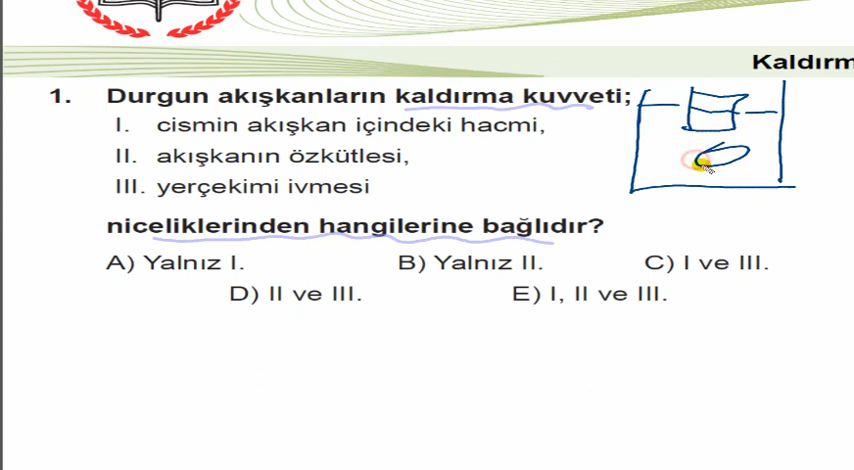 Kaldırm
1. Durgun akışkanların kaldırma kuvveti;
I. cismin akışkan içindeki hacmi,
II. akışkanın özkütlesi,
III. yerçekimi ivmesi
niceliklerinden hangilerine bağlıdır?
A) Yalnız I. B) Yalnız II. C) I ve III.
D) II ve III. E) I, II ve III.